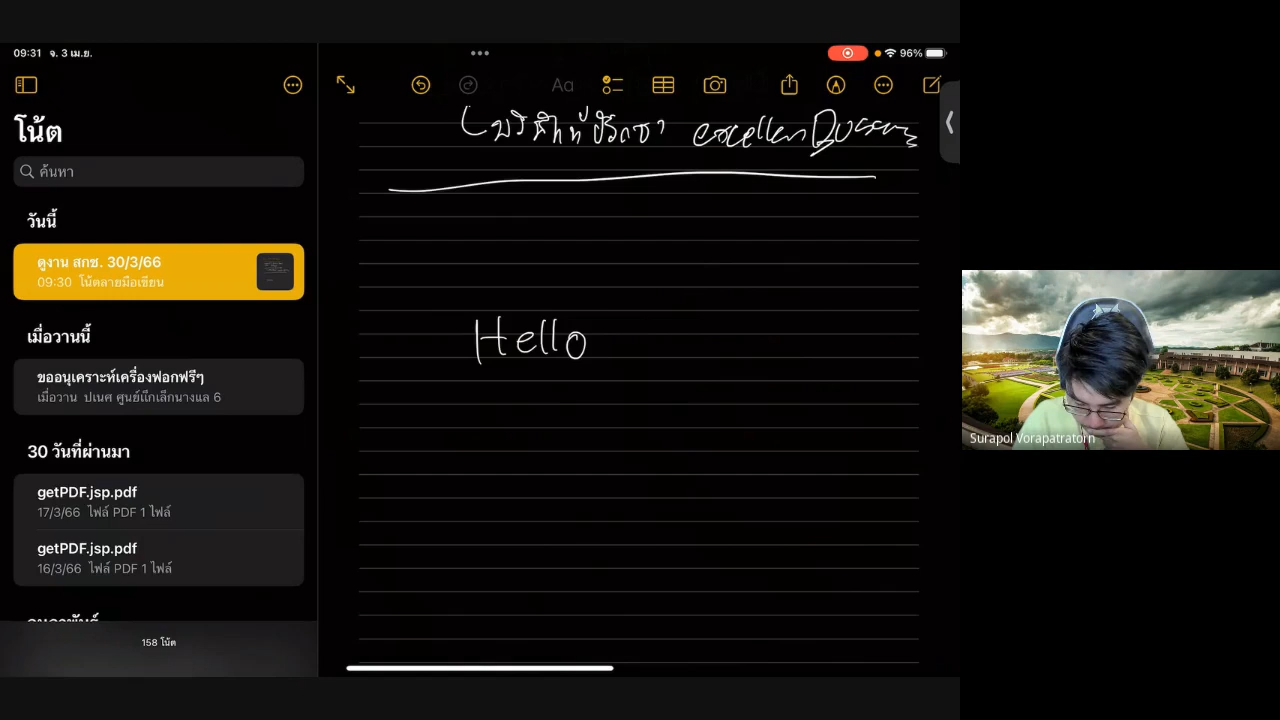 09:31 จ. 3 เม.ย.
96%
Aa
โน้ต
ค้นหา
วันนี้
ดูงาน สกช. 30/3/66
09:30 โน้ตลายมือเขียน
เมื่อวานนี้
ขออนุเคราะห์เครื่องฟอกฟรีๆ
เมื่อวาน ปเนศ ศูนย์เเ็กเล็กนางแล 6
30 วันที่ผ่านมา
getPDF.jsp.pdf
17/3/66 ไฟล์ PDF 1 ไฟล์
getPDF.jsp.pdf
16/3/66 ไฟล์ PDF 1 ไฟล์
158 โน้ต
Hello
Surapol Vorapatratorn